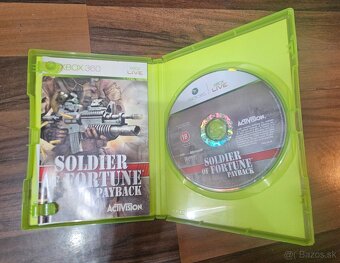 XBOX 360
LIVE
SOLDIER
OF FORTUNE
PAYBACK
ACTIVISION
LIVE
18
ACTIVISION
SOLDIER
OF FORTUNE
PAYBACK
Bazos.sk